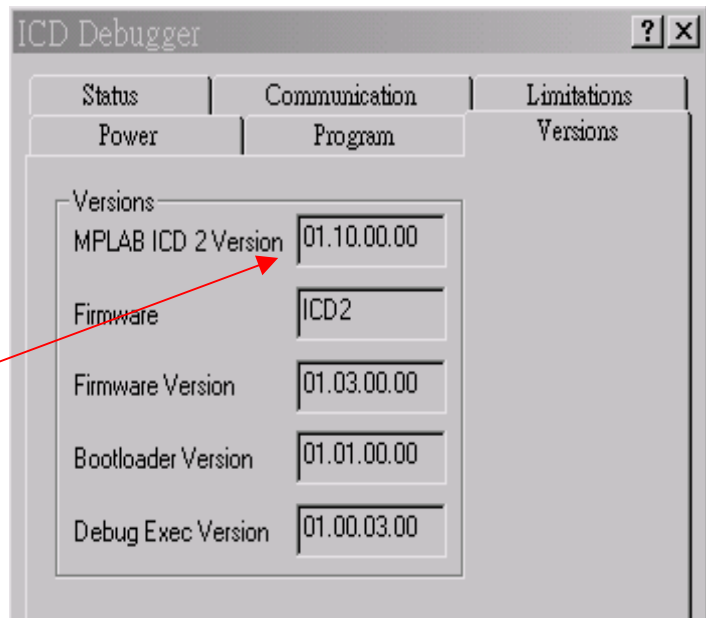 ICD Debugger ? ×
Status Communication Limitations
Power Program Versions
Versions
MPLAB ICD 2 Version 01.10.00.00
Firmware ICD2
Firmware Version 01.03.00.00
Bootloader Version 01.01.00.00
Debug Exec Version 01.00.03.00